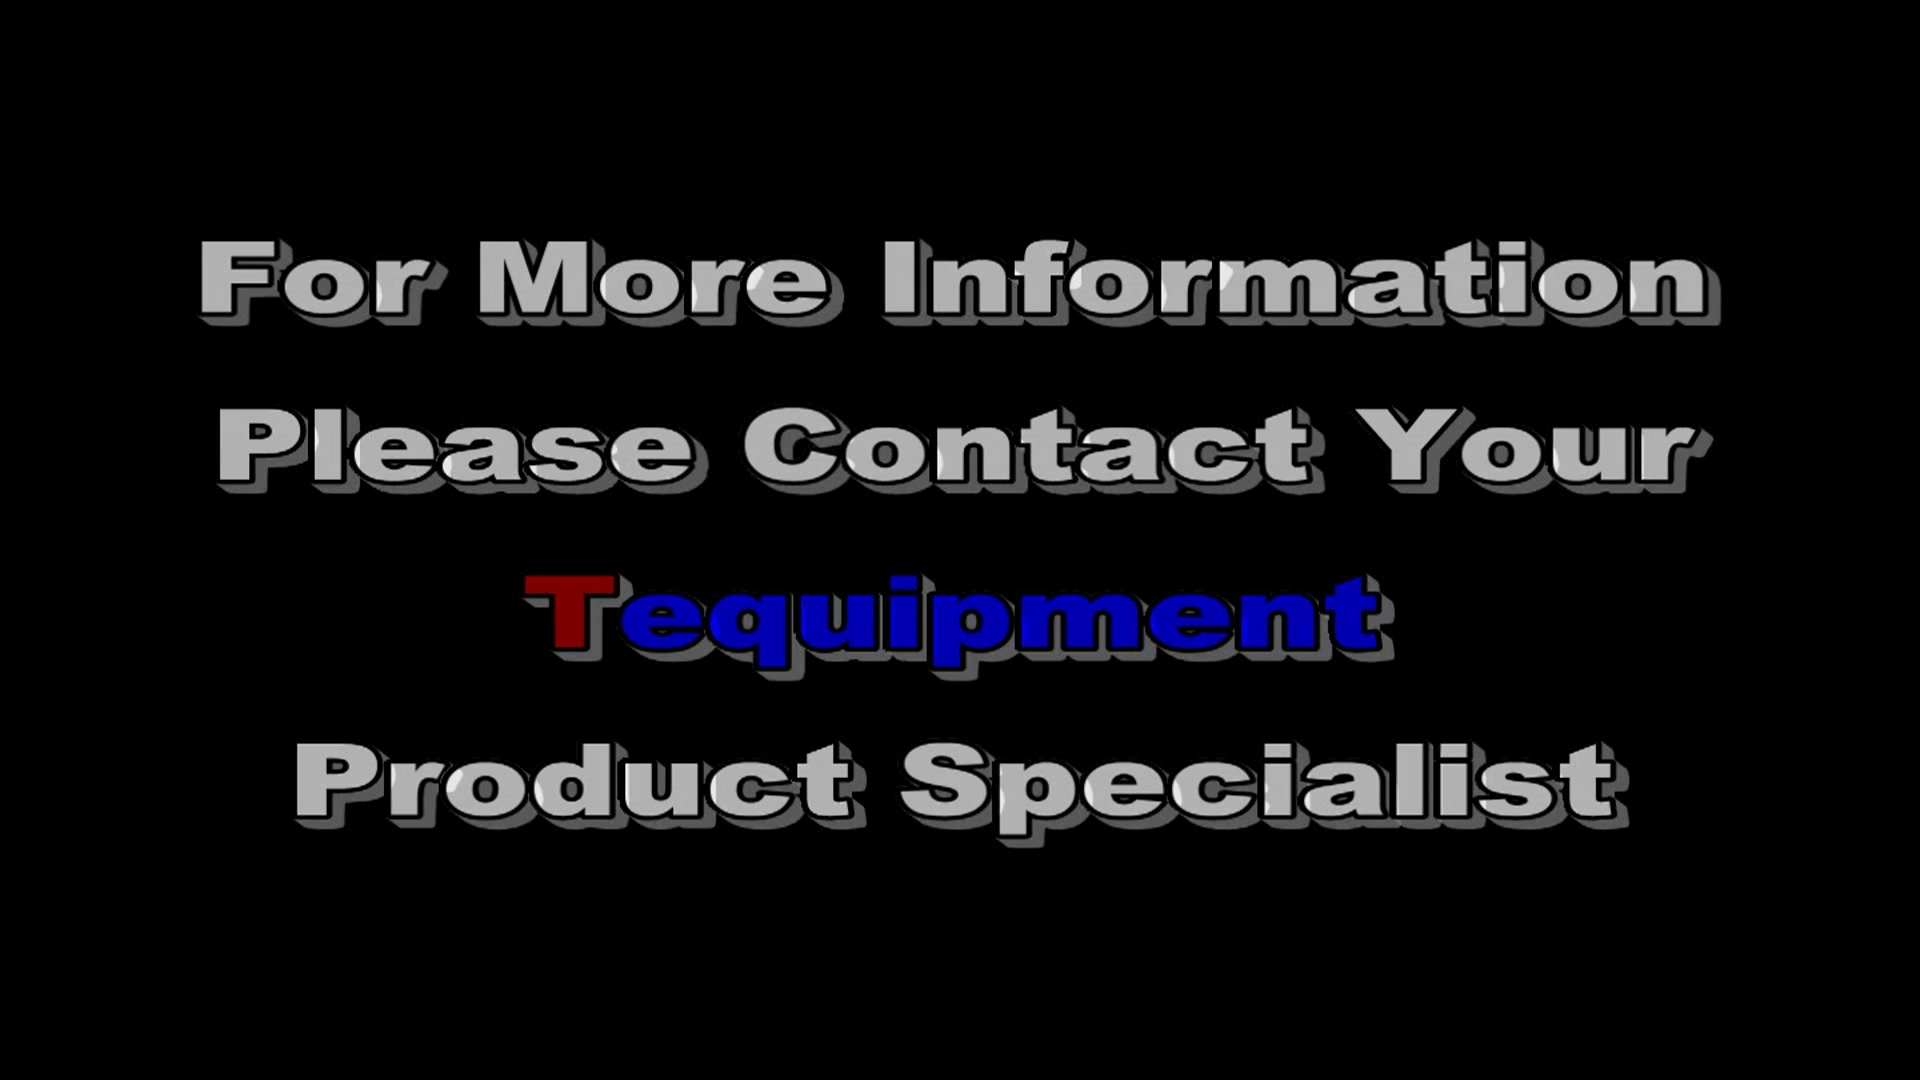 For More Information
Please Contact Your
Tequipment
Product Specialist